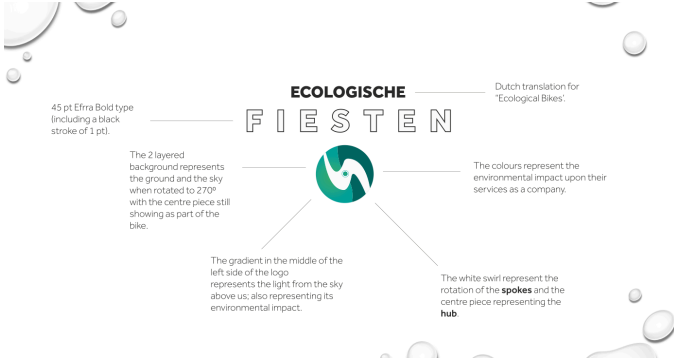 ECOLOGISCHE
FIESTEN
Dutch translation for
"Ecological Bikes'.
45 pt Efrra Bold type
(including a black
stroke of 1 pt).
The 2 layered
background represents
the ground and the sky
when rotated to 270º
with the centre piece still
showing as part of the
bike.
The colours represent the
environmental impact upon their
services as a company.
The gradient in the middle of the
left side of the logo
represents the light from the sky
above us; also representing its
environmental impact.
The white swirl represent the
rotation of the spokes and the
centre piece representing the
hub.